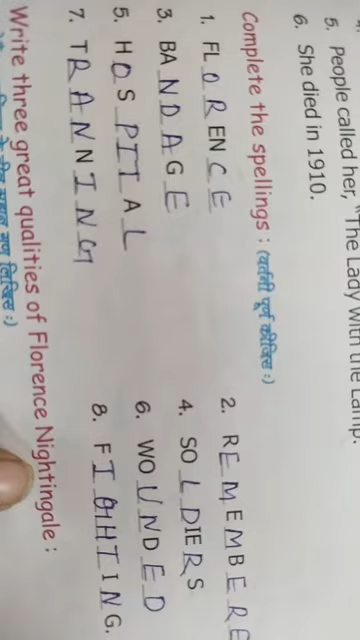 5. people called her, "The Lady with the Lamp.
6. She died in 1910.
Complete the spellings : (वर्तनी पूर्ण कीजिए :)
1. FLORENCE 2. REMEMBERE
3. BANDAGE 4. SOLDIERS
5. HOSPITAL 6. WOUNDED
7. TRANNING 8. FIGHTING.
Write three great qualities of Florence Nightingale :
लिखिए :)